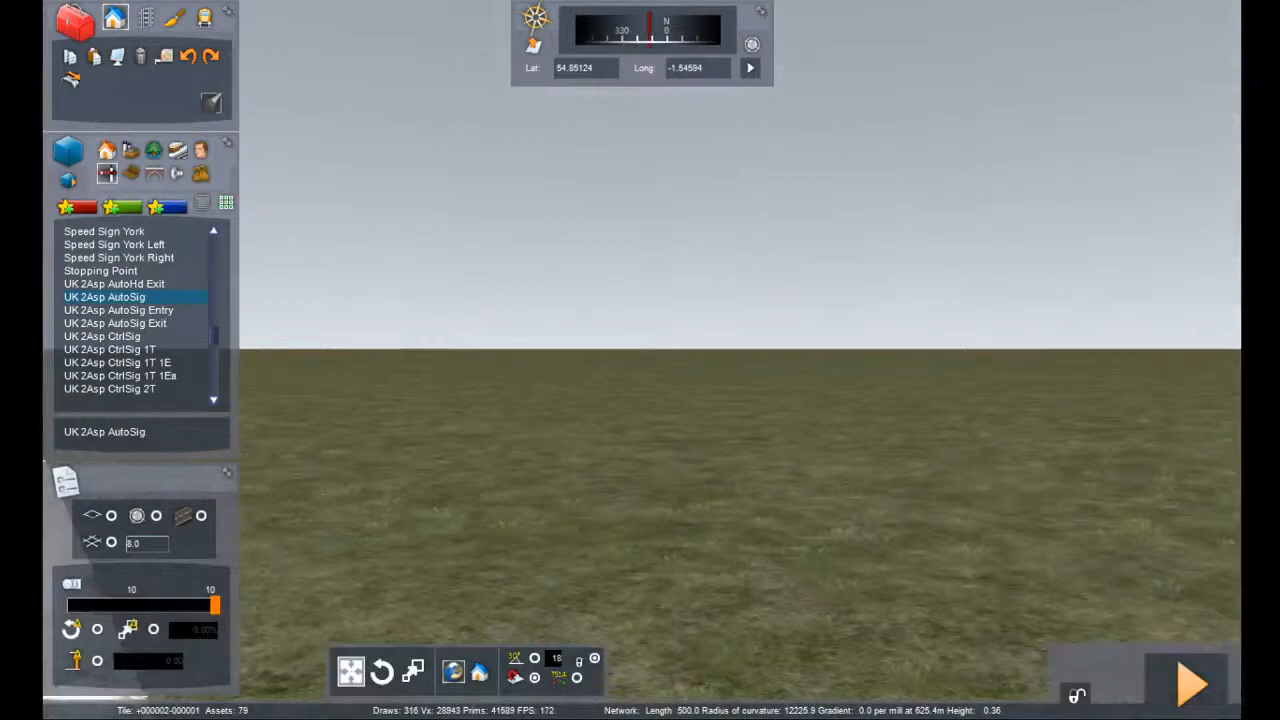 N
330 0
Lat: 54.85124 Long: -1.54594
Speed Sign York
Speed Sign York Left
Speed Sign York Right
Stopping Point
UK 2Asp AutoHd Exit
UK 2Asp AutoSig
UK 2Asp AutoSig Entry
UK 2Asp AutoSig Exit
UK 2Asp CtrlSig
UK 2Asp CtrlSig 1T
UK 2Asp CtrlSig 1T 1E
UK 2Asp CtrlSig 1T 1Ea
UK 2Asp CtrlSig 2T
UK 2Asp AutoSig
8.0
10 10
0.00%
0.00
18
Tile: +000002-000001 Assets: 79 Draws: 316 Vx: 28943 Prims: 41589 FPS: 172 Network: Length 500.0 Radius of curvature: 12225.9 Gradient: 0.0 per mill at 625.4m Height: 0.36